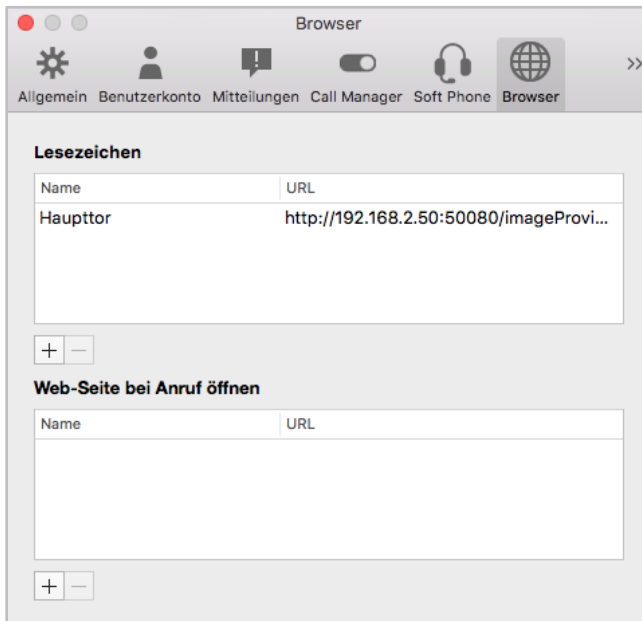 Browser
Allgemein Benutzerkonto Mitteilungen Call Manager Soft Phone Browser
Lesezeichen
Name URL
Haupttor http://192.168.2.50:50080/imageProvi...
Web-Seite bei Anruf öffnen
Name URL